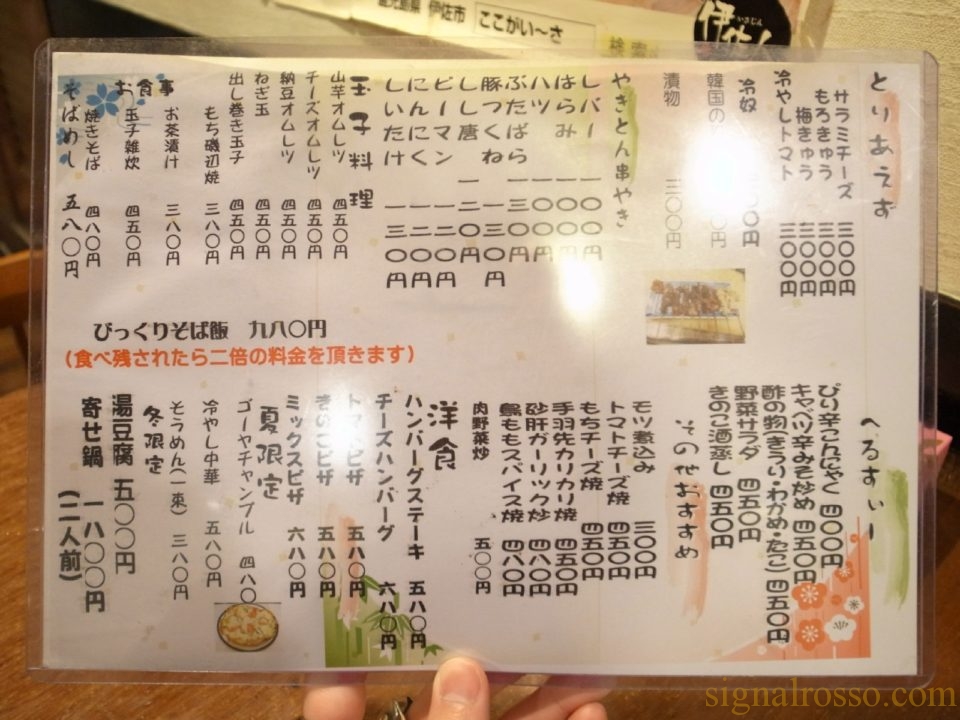 鹿児島県 伊佐市
ここがい〜さ
検索
とりあえず
サラミチーズ 三〇〇円
もろきゅう 三〇〇円
梅きゅう 三〇〇円
冷やしトマト 三〇〇円
冷奴
韓国の
漬物 三〇〇円
やきとん串やき
レバー 一〇〇円
はらみ 一〇〇円
ハツ 一〇〇円
ぶたばら 一三〇円
豚つくね 一三〇円
しし唐 一二〇円
ピーマン 一二〇円
にんにく 一二〇円
しいたけ 一三〇円
玉子料理
山芋オムレツ 四五〇円
チーズオムレツ 四五〇円
納豆オムレツ 四五〇円
ねぎ玉 四五〇円
出し巻き玉子 四五〇円
もち磯辺焼 三八〇円
お食事
お茶漬け 三八〇円
玉子雑炊 四五〇円
焼きそば 四八〇円
そばめし 五八〇円
びっくりそば飯 九八〇円
(食べ残されたら二倍の料金を頂きます)
へるすぃー
ぴり辛こんにゃく 四〇〇円
キャベツ辛みそ炒め 四五〇円
酢の物(きうり・わかめ・たこ) 四五〇円
野菜サラダ 四五〇円
きのこ酒蒸し 四五〇円
その他おすすめ
モツ煮込み 三〇〇円
トマトチーズ焼 四五〇円
もちチーズ焼 四五〇円
手羽先カリカリ焼 四五〇円
砂肝ガーリック炒 四八〇円
鶏ももスパイス焼 四八〇円
肉野菜炒 五〇〇円
洋食
ハンバーグステーキ 五八〇円
チーズハンバーグ 六八〇円
トマトピザ 五八〇円
きのこピザ 五八〇円
ミックスピザ 六八〇円
夏限定
ゴーヤチャンプル 四八〇
冷やし中華 五八〇円
そうめん(一束) 三八〇円
冬限定
湯豆腐 五〇〇円
寄せ鍋 一八〇〇円
(二人前)
signalrosso.com